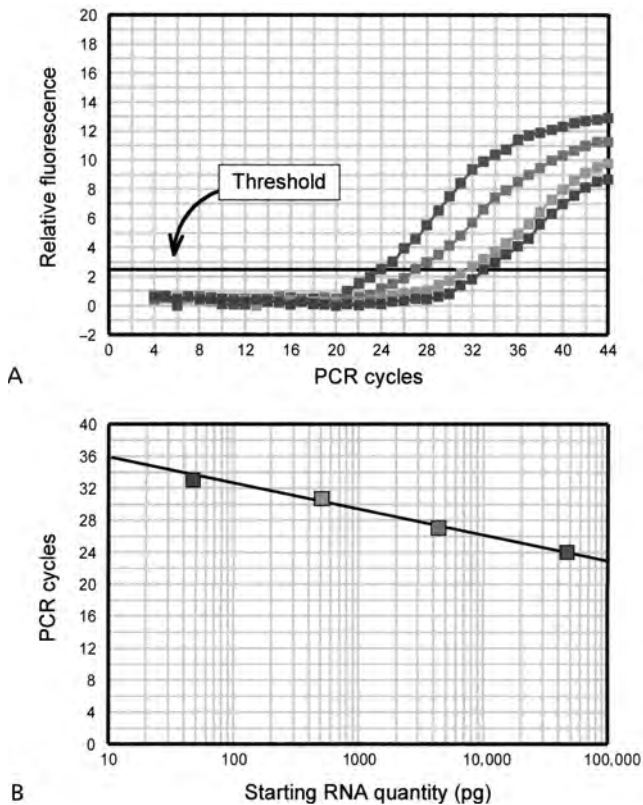 20
18
16
14
12
10
8
6
4
2
0
−2
Relative fluorescence
Threshold
0 4 8 12 16 20 24 28 32 36 40 44
PCR cycles
A
40
36
32
28
24
20
16
12
8
4
0
PCR cycles
10 100 1000 10,000 100,000
Starting RNA quantity (pg)
B